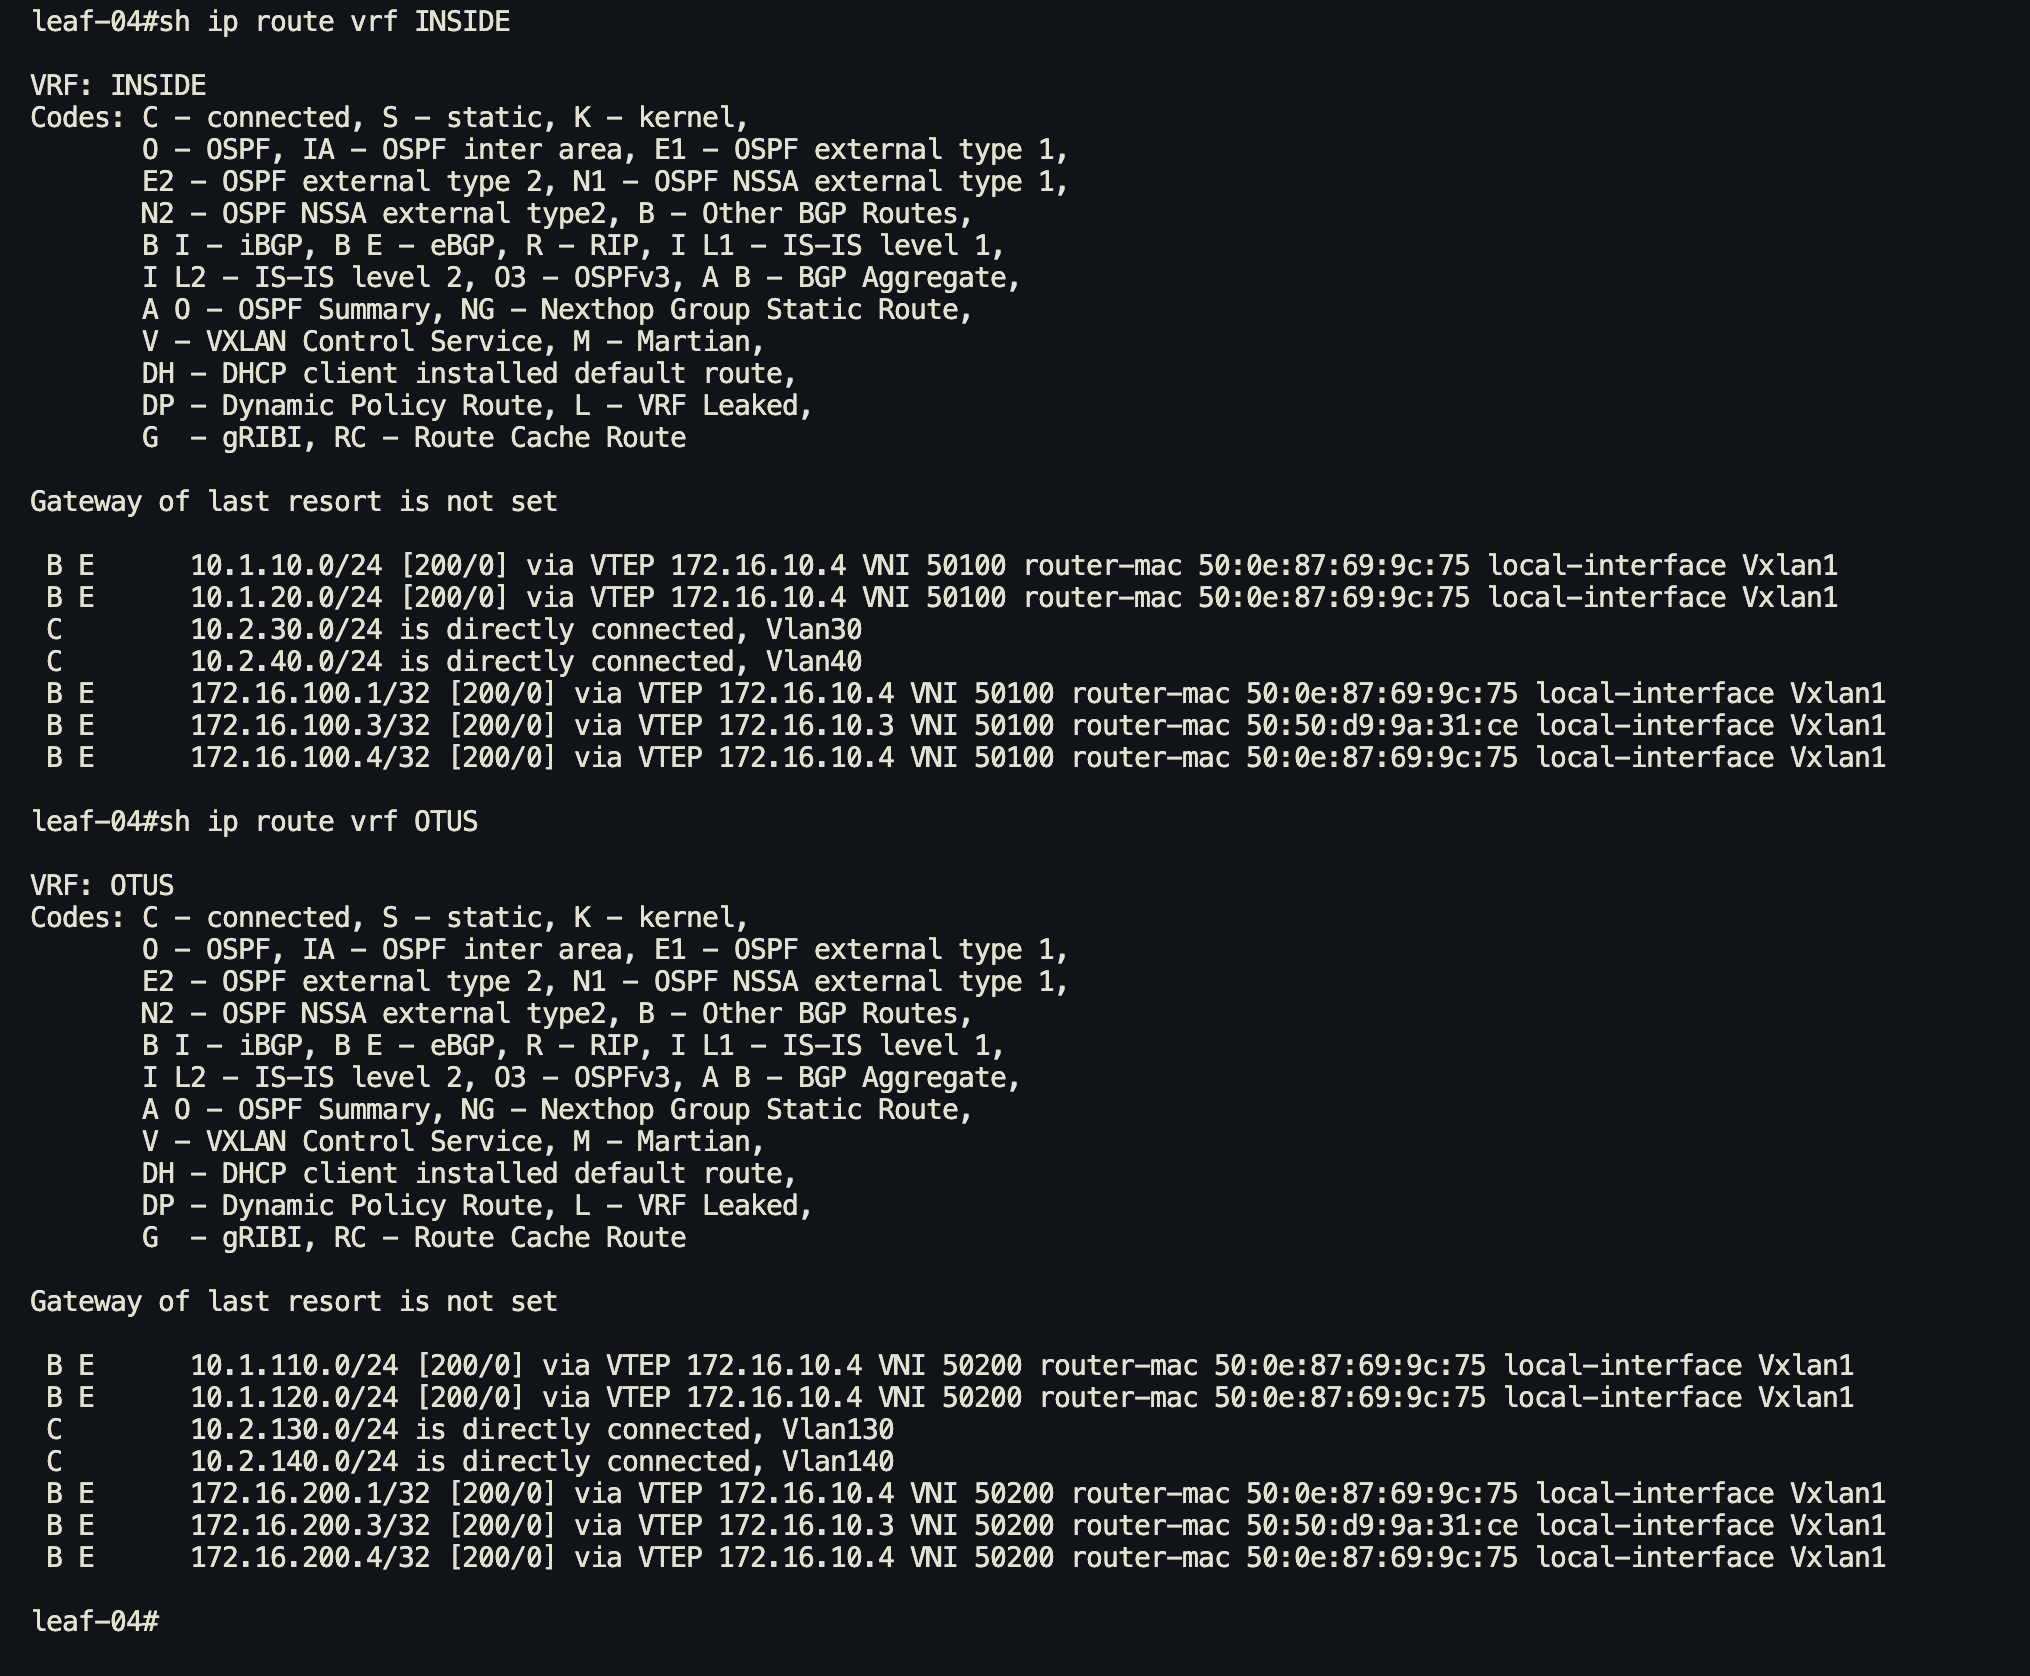 leaf-04#sh ip route vrf INSIDE
VRF: INSIDE
Codes: C - connected, S - static, K - kernel,
O - OSPF, IA - OSPF inter area, E1 - OSPF external type 1,
E2 - OSPF external type 2, N1 - OSPF NSSA external type 1,
N2 - OSPF NSSA external type2, B - Other BGP Routes,
B I - iBGP, B E - eBGP, R - RIP, I L1 - IS-IS level 1,
I L2 - IS-IS level 2, O3 - OSPFv3, A B - BGP Aggregate,
A O - OSPF Summary, NG - Nexthop Group Static Route,
V - VXLAN Control Service, M - Martian,
DH - DHCP client installed default route,
DP - Dynamic Policy Route, L - VRF Leaked,
G  - gRIBI, RC - Route Cache Route
Gateway of last resort is not set
B E      10.1.10.0/24 [200/0] via VTEP 172.16.10.4 VNI 50100 router-mac 50:0e:87:69:9c:75 local-interface Vxlan1
B E      10.1.20.0/24 [200/0] via VTEP 172.16.10.4 VNI 50100 router-mac 50:0e:87:69:9c:75 local-interface Vxlan1
C        10.2.30.0/24 is directly connected, Vlan30
C        10.2.40.0/24 is directly connected, Vlan40
B E      172.16.100.1/32 [200/0] via VTEP 172.16.10.4 VNI 50100 router-mac 50:0e:87:69:9c:75 local-interface Vxlan1
B E      172.16.100.3/32 [200/0] via VTEP 172.16.10.3 VNI 50100 router-mac 50:50:d9:9a:31:ce local-interface Vxlan1
B E      172.16.100.4/32 [200/0] via VTEP 172.16.10.4 VNI 50100 router-mac 50:0e:87:69:9c:75 local-interface Vxlan1
leaf-04#sh ip route vrf OTUS
VRF: OTUS
Codes: C - connected, S - static, K - kernel,
O - OSPF, IA - OSPF inter area, E1 - OSPF external type 1,
E2 - OSPF external type 2, N1 - OSPF NSSA external type 1,
N2 - OSPF NSSA external type2, B - Other BGP Routes,
B I - iBGP, B E - eBGP, R - RIP, I L1 - IS-IS level 1,
I L2 - IS-IS level 2, O3 - OSPFv3, A B - BGP Aggregate,
A O - OSPF Summary, NG - Nexthop Group Static Route,
V - VXLAN Control Service, M - Martian,
DH - DHCP client installed default route,
DP - Dynamic Policy Route, L - VRF Leaked,
G  - gRIBI, RC - Route Cache Route
Gateway of last resort is not set
B E      10.1.110.0/24 [200/0] via VTEP 172.16.10.4 VNI 50200 router-mac 50:0e:87:69:9c:75 local-interface Vxlan1
B E      10.1.120.0/24 [200/0] via VTEP 172.16.10.4 VNI 50200 router-mac 50:0e:87:69:9c:75 local-interface Vxlan1
C        10.2.130.0/24 is directly connected, Vlan130
C        10.2.140.0/24 is directly connected, Vlan140
B E      172.16.200.1/32 [200/0] via VTEP 172.16.10.4 VNI 50200 router-mac 50:0e:87:69:9c:75 local-interface Vxlan1
B E      172.16.200.3/32 [200/0] via VTEP 172.16.10.3 VNI 50200 router-mac 50:50:d9:9a:31:ce local-interface Vxlan1
B E      172.16.200.4/32 [200/0] via VTEP 172.16.10.4 VNI 50200 router-mac 50:0e:87:69:9c:75 local-interface Vxlan1
leaf-04#